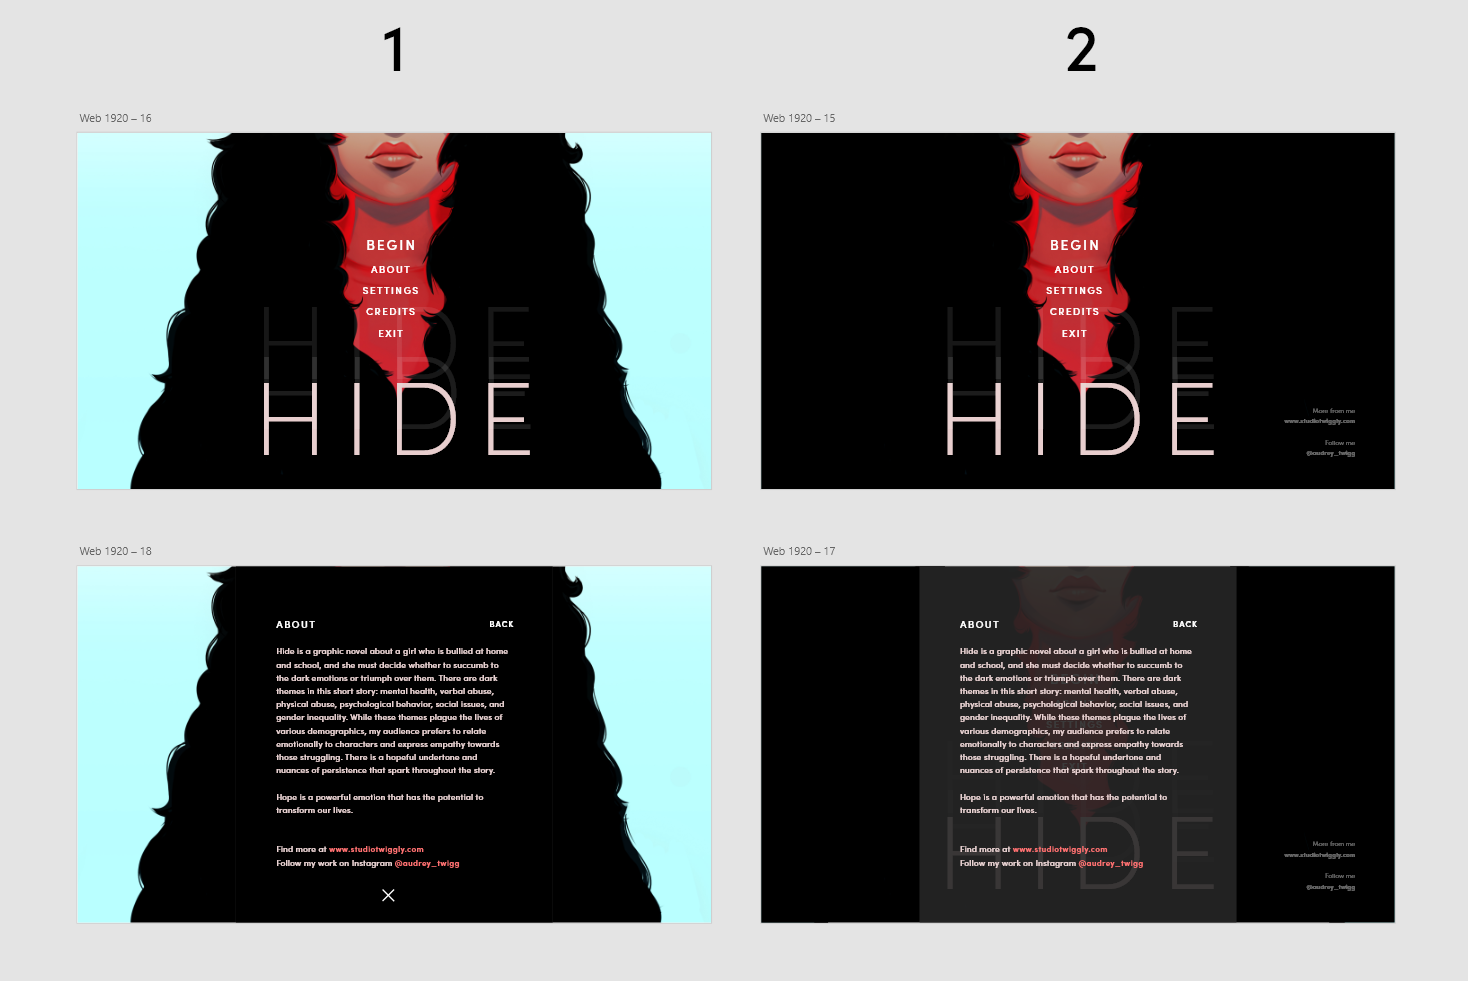 1
2
Web 1920 – 16
Web 1920 – 15
BEGIN
ABOUT
SETTINGS
CREDITS
EXIT
HIDE
HIDE
HIDE
BEGIN
ABOUT
SETTINGS
CREDITS
EXIT
HIDE
HIDE
HIDE
More from me
www.studiotwiggly.com
Follow me
@audrey_twigg
Web 1920 – 18
Web 1920 – 17
ABOUT
BACK
Hide is a graphic novel about a girl who is bullied at home
and school, and she must decide whether to succumb to
the dark emotions or triumph over them. There are dark
themes in this short story: mental health, verbal abuse,
physical abuse, psychological behavior, social issues, and
gender inequality. While these themes plague the lives of
various demographics, my audience prefers to relate
emotionally to characters and express empathy towards
those struggling. There is a hopeful undertone and
nuances of persistence that spark throughout the story.
Hope is a powerful emotion that has the potential to
transform our lives.
Find more at www.studiotwiggly.com
Follow my work on Instagram @audrey_twigg
ABOUT
BACK
Hide is a graphic novel about a girl who is bullied at home
and school, and she must decide whether to succumb to
the dark emotions or triumph over them. There are dark
themes in this short story: mental health, verbal abuse,
physical abuse, psychological behavior, social issues, and
gender inequality. While these themes plague the lives of
various demographics, my audience prefers to relate
emotionally to characters and express empathy towards
those struggling. There is a hopeful undertone and
nuances of persistence that spark throughout the story.
Hope is a powerful emotion that has the potential to
transform our lives.
Find more at www.studiotwiggly.com
Follow my work on Instagram @audrey_twigg
SETTINGS
HIDE
More from me
www.studiotwiggly.com
Follow me
@audrey_twigg